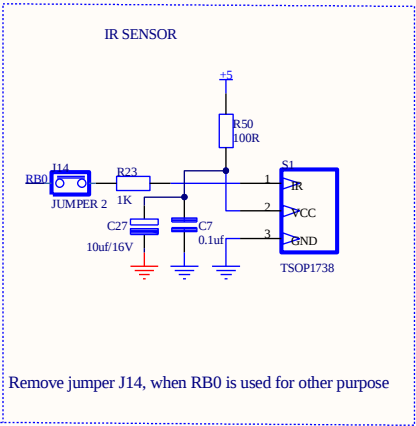 IR SENSOR
+5
R50
100R
S1
J14
RB0
R23
1
IR
JUMPER 2
1K
2
VCC
C27
C7
3
GND
10uf/16V
0.1uf
TSOP1738
Remove jumper J14, when RB0 is used for other purpose